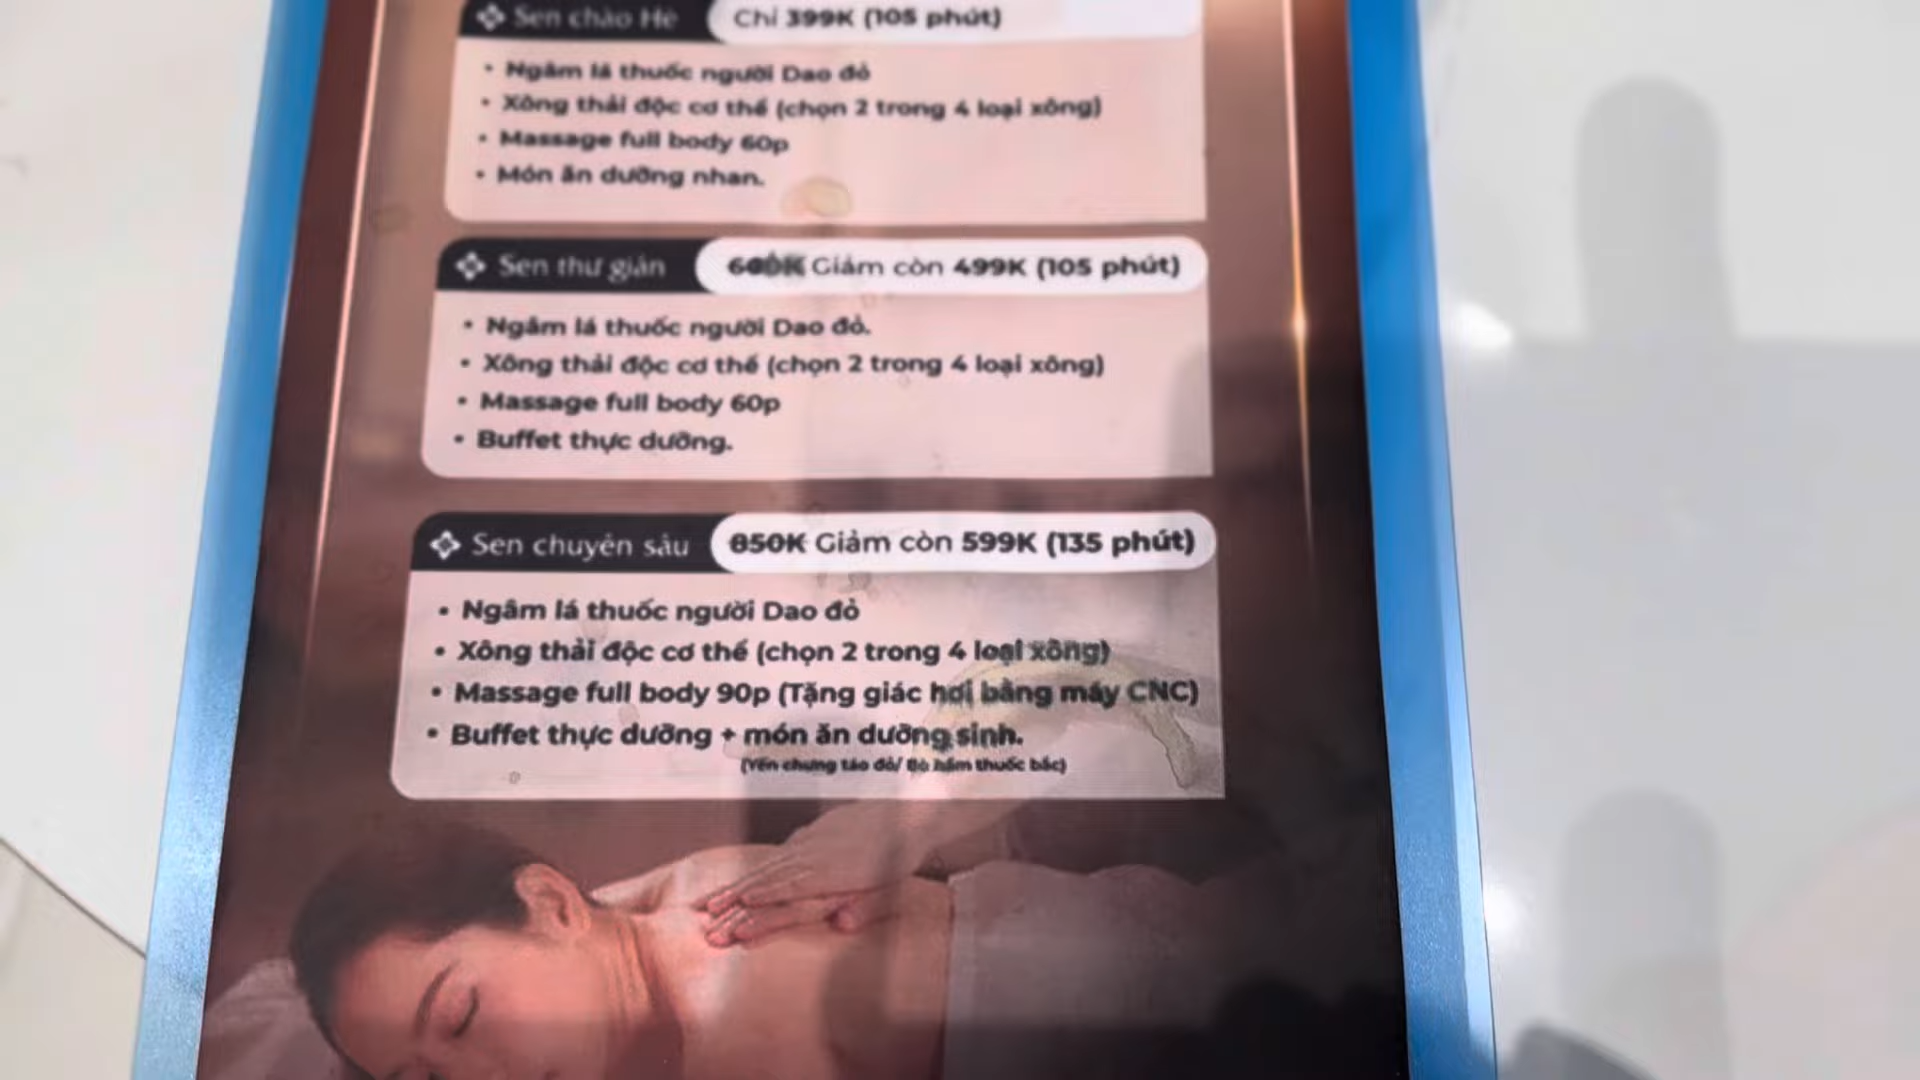 Sen chào Hè Chỉ 399K (105 phút)
• Ngâm lá thuốc người Dao đỏ
• Xông thải độc cơ thể (chọn 2 trong 4 loại xông)
• Massage full body 60p
• Món ăn dưỡng nhan.
Sen thư giãn Giảm còn 499K (105 phút)
• Ngâm lá thuốc người Dao đỏ.
• Xông thải độc cơ thể (chọn 2 trong 4 loại xông)
• Massage full body 60p
• Buffet thực dưỡng.
Sen chuyên sâu 850K Giảm còn 599K (135 phút)
• Ngâm lá thuốc người Dao đỏ
• Xông thải độc cơ thể (chọn 2 trong 4 loại xông)
• Massage full body 90p (Tặng giác hơi bằng máy CNC)
• Buffet thực dưỡng + món ăn dưỡng sinh.
(Yến chưng táo đỏ/ Bò hầm thuốc bắc)